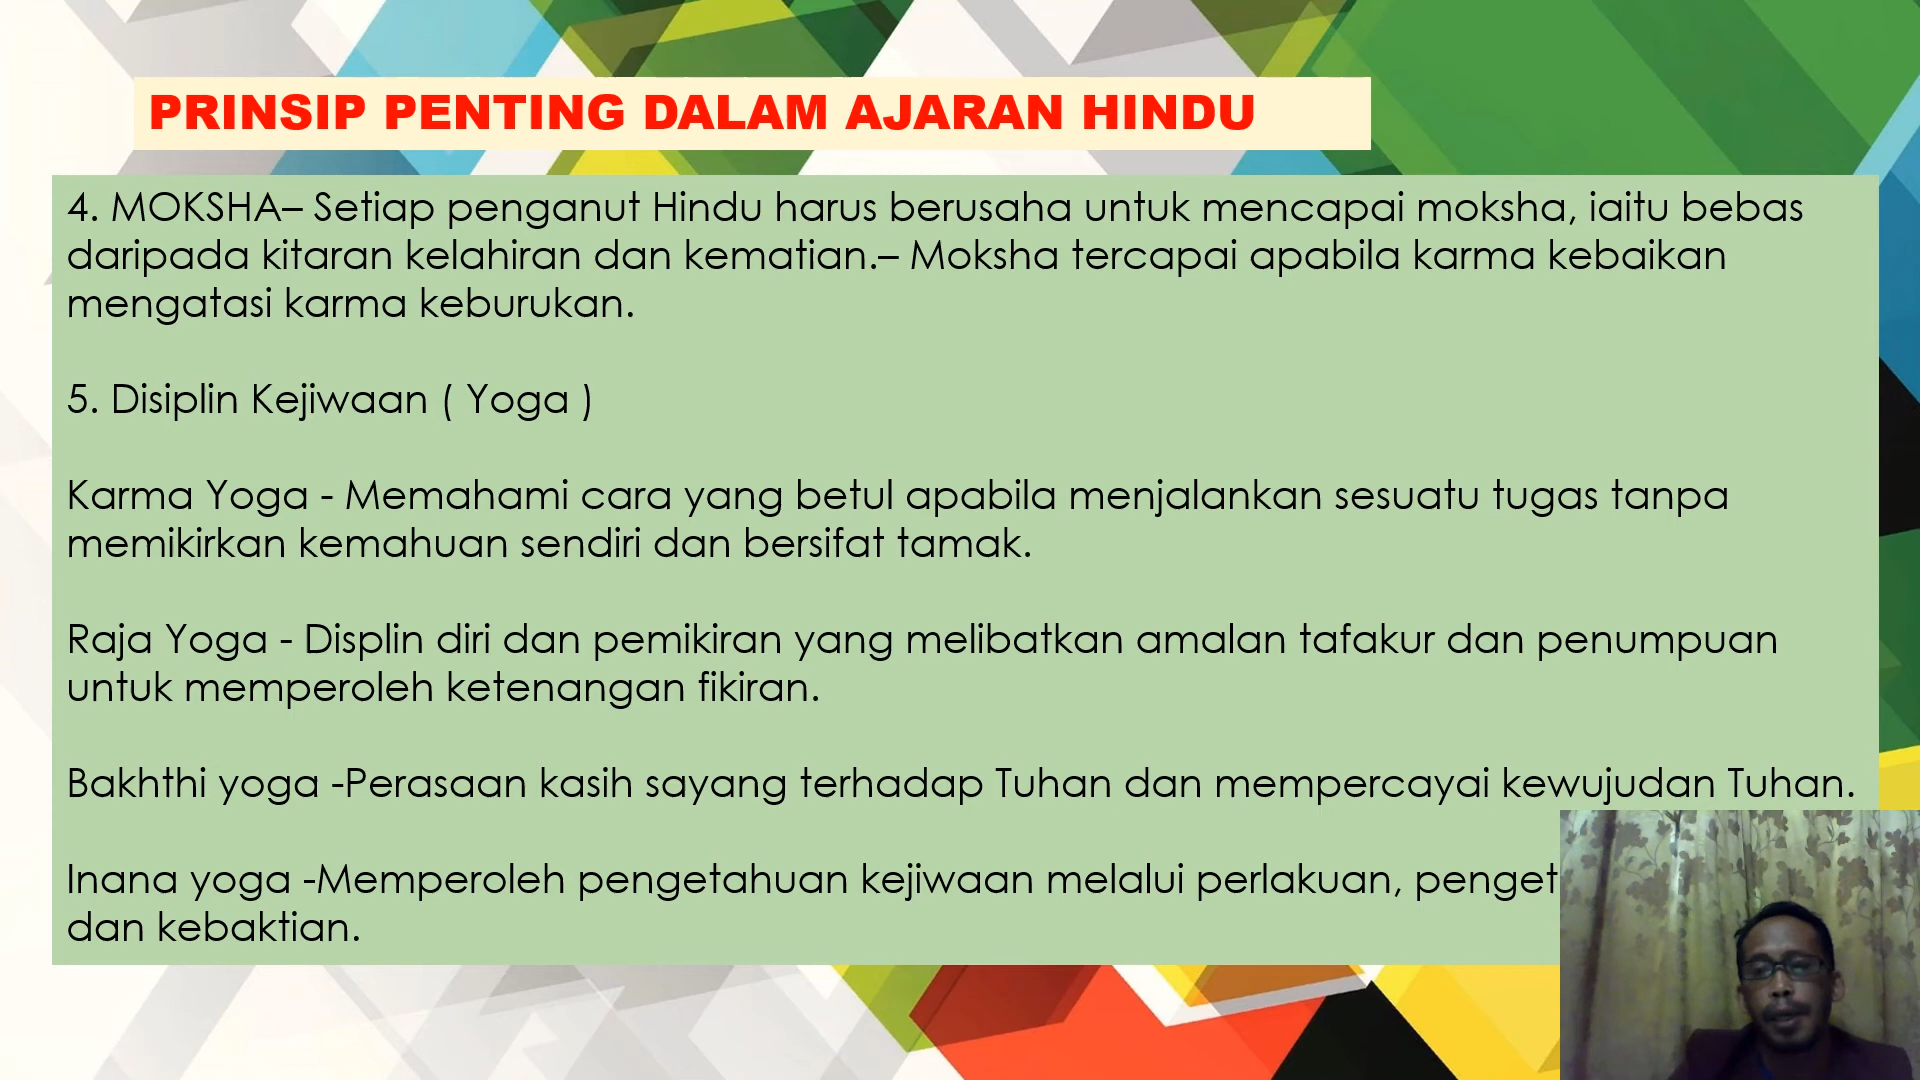 PRINSIP PENTING DALAM AJARAN HINDU
4. MOKSHA– Setiap penganut Hindu harus berusaha untuk mencapai moksha, iaitu bebas
daripada kitaran kelahiran dan kematian.– Moksha tercapai apabila karma kebaikan
mengatasi karma keburukan.
5. Disiplin Kejiwaan ( Yoga )
Karma Yoga - Memahami cara yang betul apabila menjalankan sesuatu tugas tanpa
memikirkan kemahuan sendiri dan bersifat tamak.
Raja Yoga - Displin diri dan pemikiran yang melibatkan amalan tafakur dan penumpuan
untuk memperoleh ketenangan fikiran.
Bakhthi yoga -Perasaan kasih sayang terhadap Tuhan dan mempercayai kewujudan Tuhan.
Inana yoga -Memperoleh pengetahuan kejiwaan melalui perlakuan,
dan kebaktian.